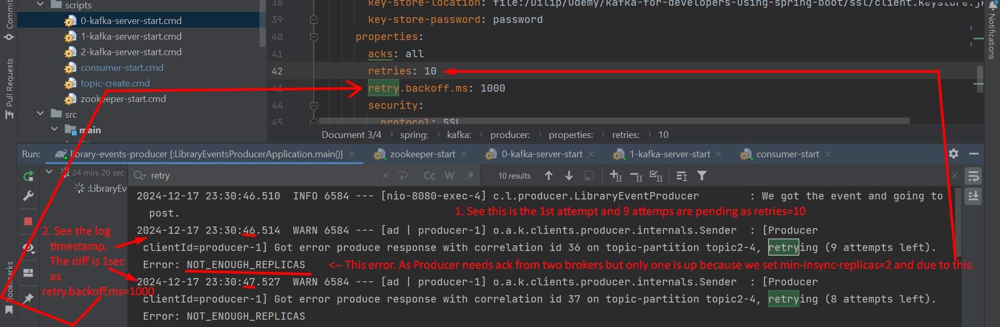 Commit
Pull Requests
Bookmarks
Notifications
scripts
0-kafka-server-start.cmd
1-kafka-server-start.cmd
2-kafka-server-start.cmd
consumer-start.cmd
topic-create.cmd
zookeeper-start.cmd
src
main
38 key-store-location: file:/Dilip/Udemy/kafka-for-developers-using-spring-boot/ssl/client.keystore.jk
39 key-store-password: password
40 properties:
41 acks: all
42 retries: 10
43 retry.backoff.ms: 1000
44 security:
45 protocol: SSL
Document 3/4 › spring: › kafka: › producer: › properties: › retries: › 10
Run: library-events-producer [:LibraryEventsProducerApplication.main()] × zookeeper-start × 0-kafka-server-start × 1-kafka-server-start × consumer-start ×
24 min, 20 sec
:LibraryEv
retry
Cc W .*
10 results
2024-12-17 23:30:46.510 INFO 6584 --- [nio-8080-exec-4] c.l.producer.LibraryEventProducer : We got the event and going to
post.
1. See this is the 1st attempt and 9 attemps are pending as retries=10
2024-12-17 23:30:46.514 WARN 6584 --- [ad | producer-1] o.a.k.clients.producer.internals.Sender : [Producer
clientId=producer-1] Got error produce response with correlation id 36 on topic-partition topic2-4, retrying (9 attempts left).
Error: NOT_ENOUGH_REPLICAS
<-- This error. As Producer needs ack from two brokers but only one is up because we set min-insync-replicas=2 and due to this.
2024-12-17 23:30:47.527 WARN 6584 --- [ad | producer-1] o.a.k.clients.producer.internals.Sender : [Producer
clientId=producer-1] Got error produce response with correlation id 37 on topic-partition topic2-4, retrying (8 attempts left).
Error: NOT_ENOUGH_REPLICAS
2. See the log
timestamp.
The diff is 1sec
as
retry.backoff.ms=1000